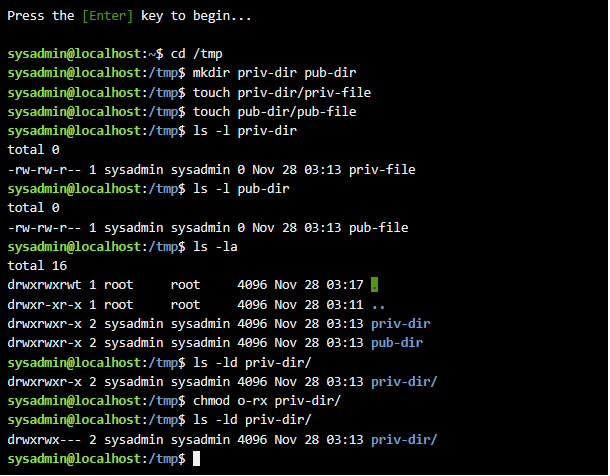 Press the [Enter] key to begin...
sysadmin@localhost:~$ cd /tmp
sysadmin@localhost:/tmp$ mkdir priv-dir pub-dir
sysadmin@localhost:/tmp$ touch priv-dir/priv-file
sysadmin@localhost:/tmp$ touch pub-dir/pub-file
sysadmin@localhost:/tmp$ ls -l priv-dir
total 0
-rw-rw-r-- 1 sysadmin sysadmin 0 Nov 28 03:13 priv-file
sysadmin@localhost:/tmp$ ls -l pub-dir
total 0
-rw-rw-r-- 1 sysadmin sysadmin 0 Nov 28 03:13 pub-file
sysadmin@localhost:/tmp$ ls -la
total 16
drwxrwxrwt 1 root     root     4096 Nov 28 03:17 .
drwxr-xr-x 1 root     root     4096 Nov 28 03:11 ..
drwxrwxr-x 2 sysadmin sysadmin 4096 Nov 28 03:13 priv-dir
drwxrwxr-x 2 sysadmin sysadmin 4096 Nov 28 03:13 pub-dir
sysadmin@localhost:/tmp$ ls -ld priv-dir/
drwxrwxr-x 2 sysadmin sysadmin 4096 Nov 28 03:13 priv-dir/
sysadmin@localhost:/tmp$ chmod o-rx priv-dir/
sysadmin@localhost:/tmp$ ls -ld priv-dir/
drwxrwx--- 2 sysadmin sysadmin 4096 Nov 28 03:13 priv-dir/
sysadmin@localhost:/tmp$